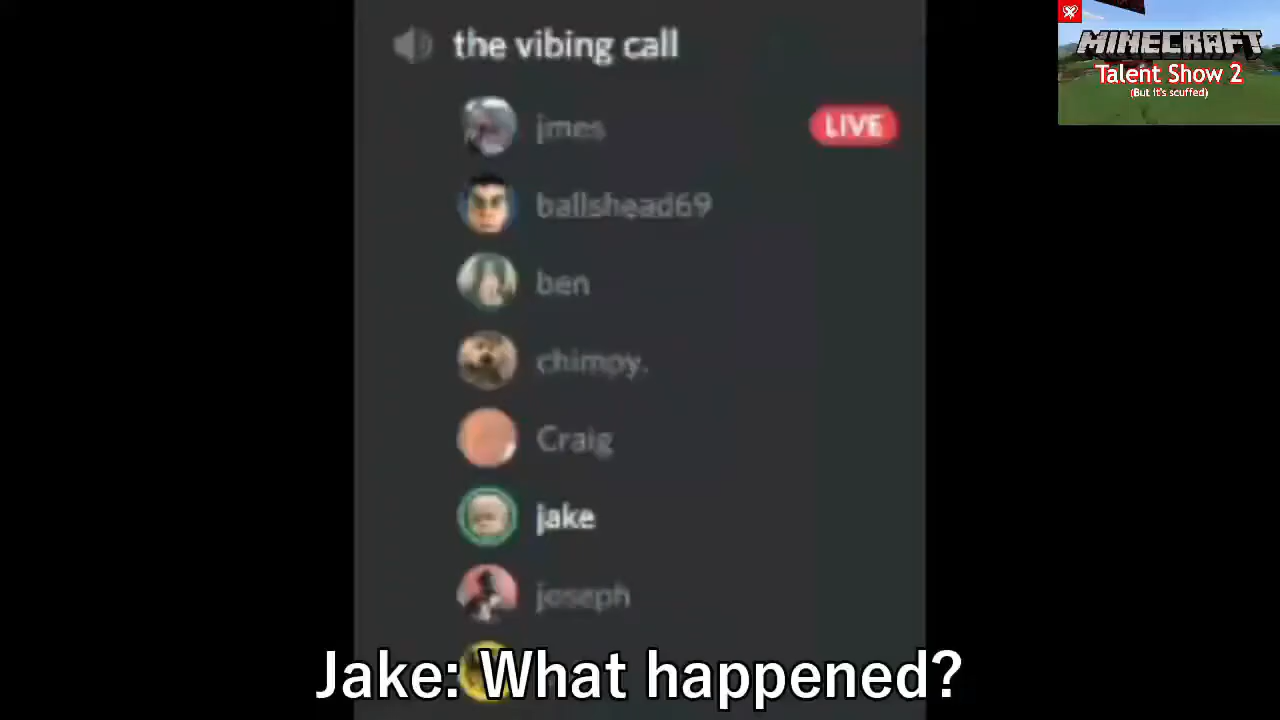 the vibing call
jmes
LIVE
ballshead69
ben
chimpy.
Craig
jake
joseph
Jake: What happened?
MINECRAFT
Talent Show 2
(But it's scuffed)